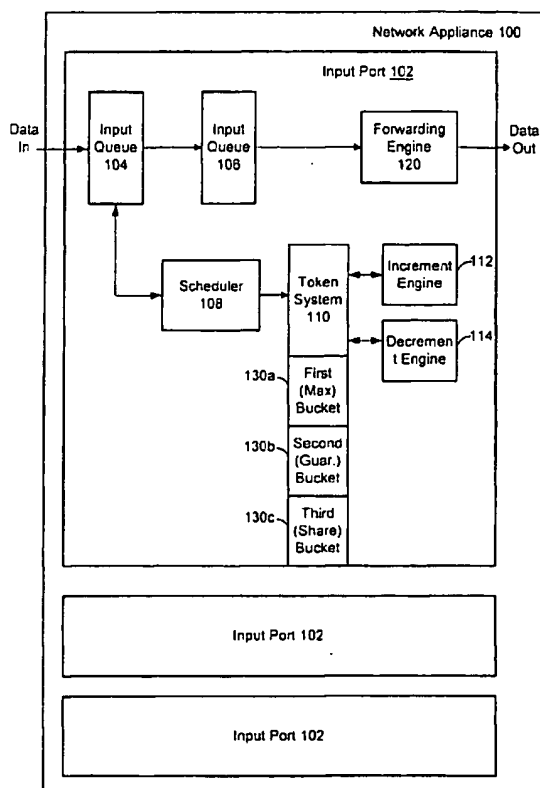 Network Appliance 100
Input Port 102
Data
In
Input
Queue
104
Input
Queue
106
Forwarding
Engine
120
Data
Out
Scheduler
108
Token
System
110
Increment
Engine
112
Decremen
t Engine
114
130a
First
(Max)
Bucket
130b
Second
(Guar.)
Bucket
130c
Third
(Share)
Bucket
Input Port 102
Input Port 102